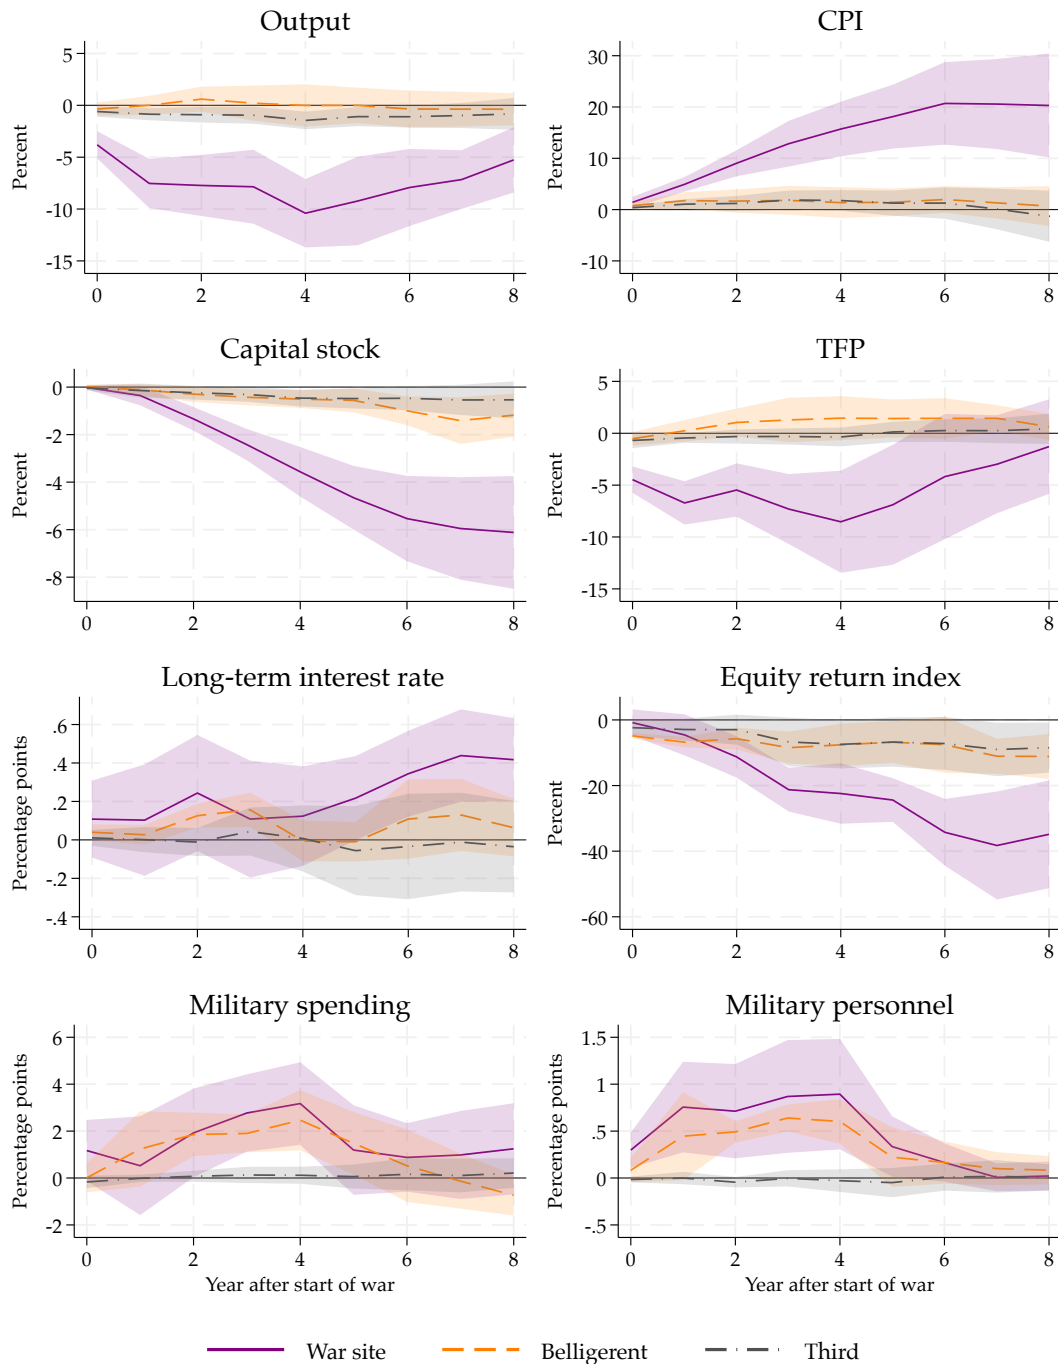 Output
CPI
Percent
5
0
-5
-10
-15
0 2 4 6 8
Percent
30
20
10
0
-10
0 2 4 6 8
Capital stock
TFP
Percent
0
-2
-4
-6
-8
0 2 4 6 8
Percent
5
0
-5
-10
-15
0 2 4 6 8
Long-term interest rate
Equity return index
Percentage points
.6
.4
.2
0
-.2
-.4
0 2 4 6 8
Percent
0
-20
-40
-60
0 2 4 6 8
Military spending
Military personnel
Percentage points
6
4
2
0
-2
0 2 4 6 8
Year after start of war
Percentage points
1.5
1
.5
0
-.5
0 2 4 6 8
Year after start of war
War site Belligerent Third